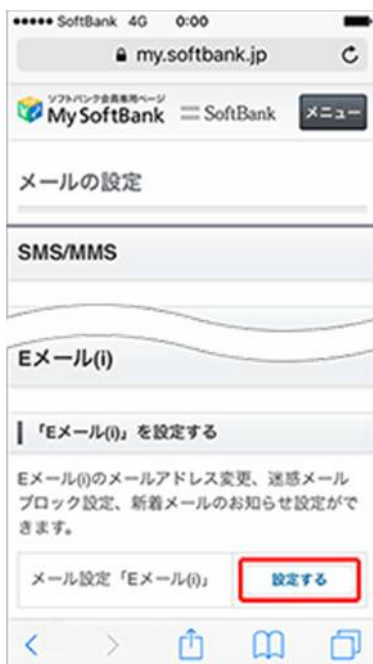 SoftBank 4G 0:00
my.softbank.jp
ソフトバンク会員専用ページ
My SoftBank SoftBank メニュー
メールの設定
SMS/MMS
Eメール(i)
「Eメール(i)」を設定する
Eメール(i)のメールアドレス変更、迷惑メール
ブロック設定、新着メールのお知らせ設定がで
きます。
メール設定「Eメール(i)」 設定する